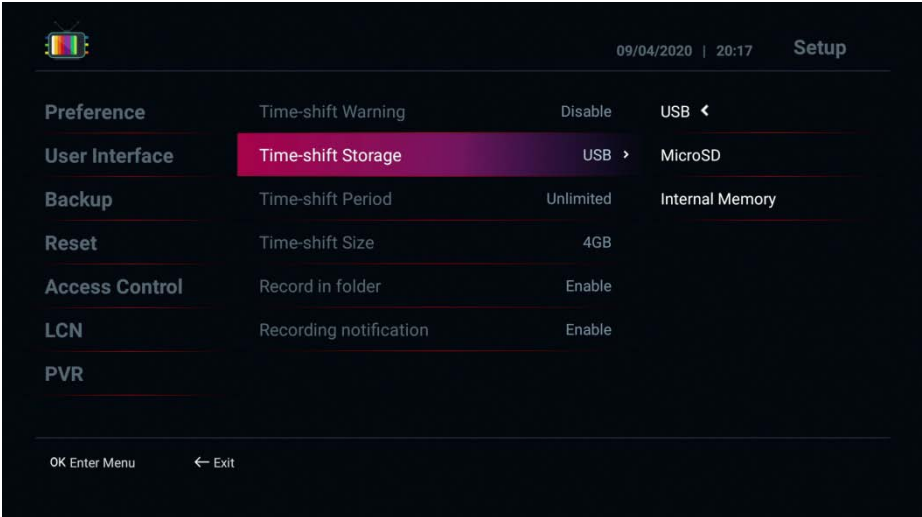 09/04/2020 | 20:17 Setup
Preference Time-shift Warning Disable USB
User Interface Time-shift Storage USB > MicroSD
Backup Time-shift Period Unlimited Internal Memory
Reset Time-shift Size 4GB
Access Control Record in folder Enable
LCN Recording notification Enable
PVR
OK Enter Menu ← Exit